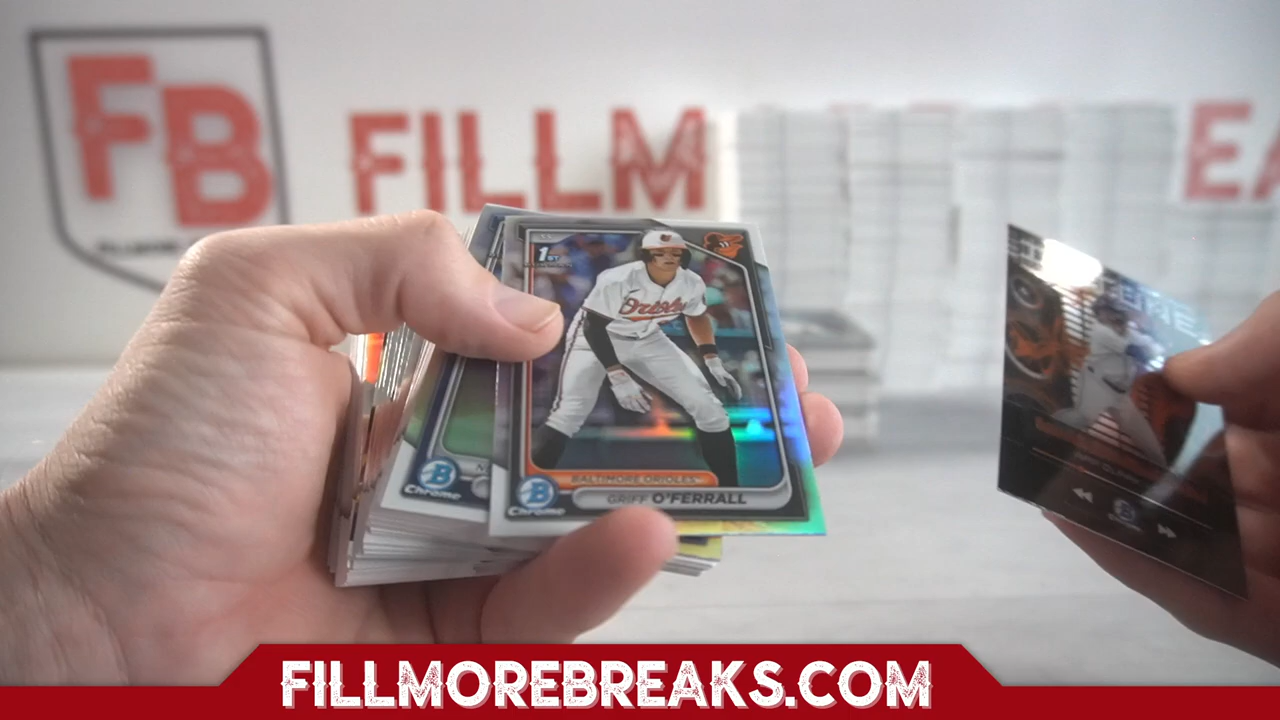 FB
FILLM
EA
1ST
Orioles
BALTIMORE ORIOLES
GRIFF O'FERRALL
B
Chrome
B
Chrome
FILLMOREBREAKS.COM